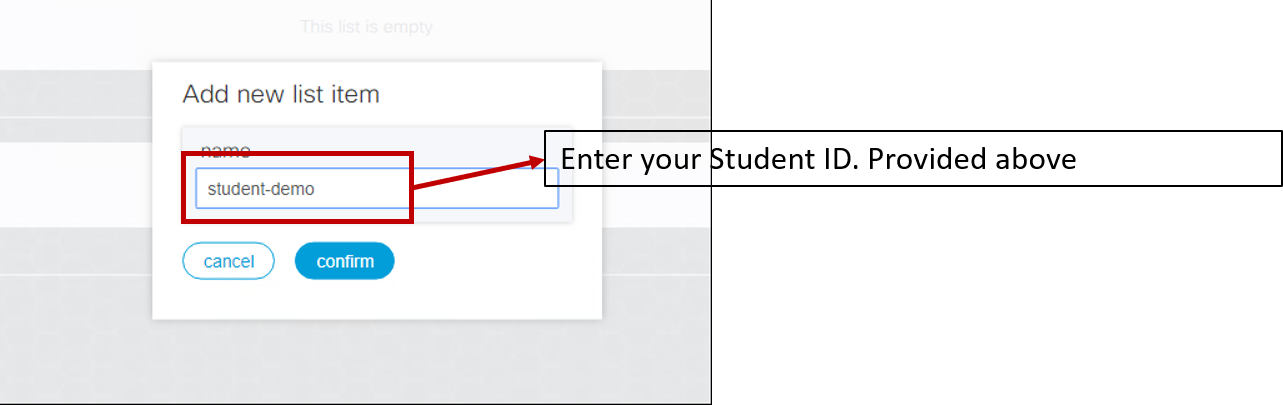 This list is empty
Add new list item
name
Enter your Student ID. Provided above
student-demo
cancel
confirm